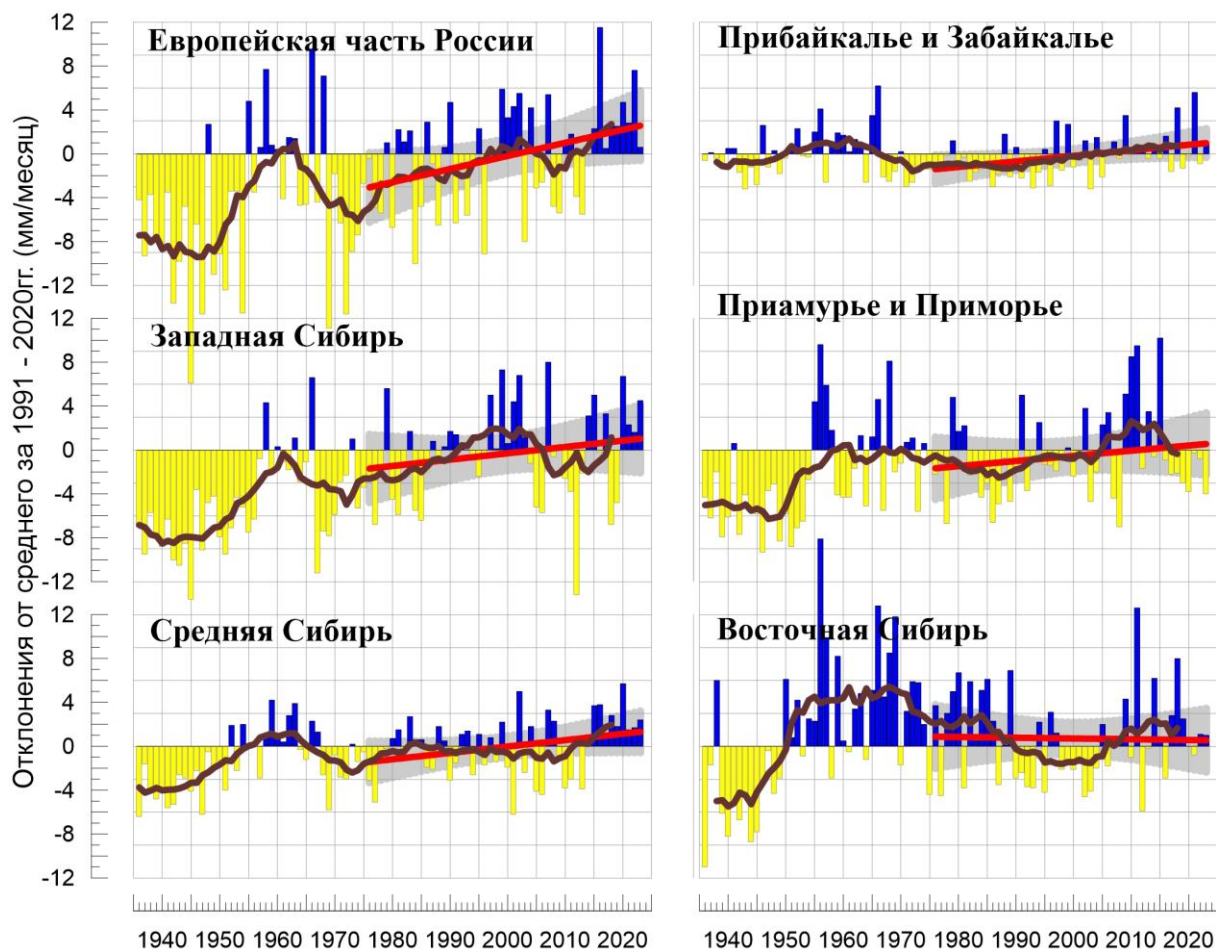 Отклонения от среднего за 1991 - 2020гг. (мм/месяц)
12
8
4
0
-4
-8
-12
Европейская часть России
Прибайкалье и Забайкалье
12
8
4
0
-4
-8
-12
Западная Сибирь
Приамурье и Приморье
12
8
4
0
-4
-8
-12
Средняя Сибирь
Восточная Сибирь
1940 1950 1960 1970 1980 1990 2000 2010 2020
1940 1950 1960 1970 1980 1990 2000 2010 2020